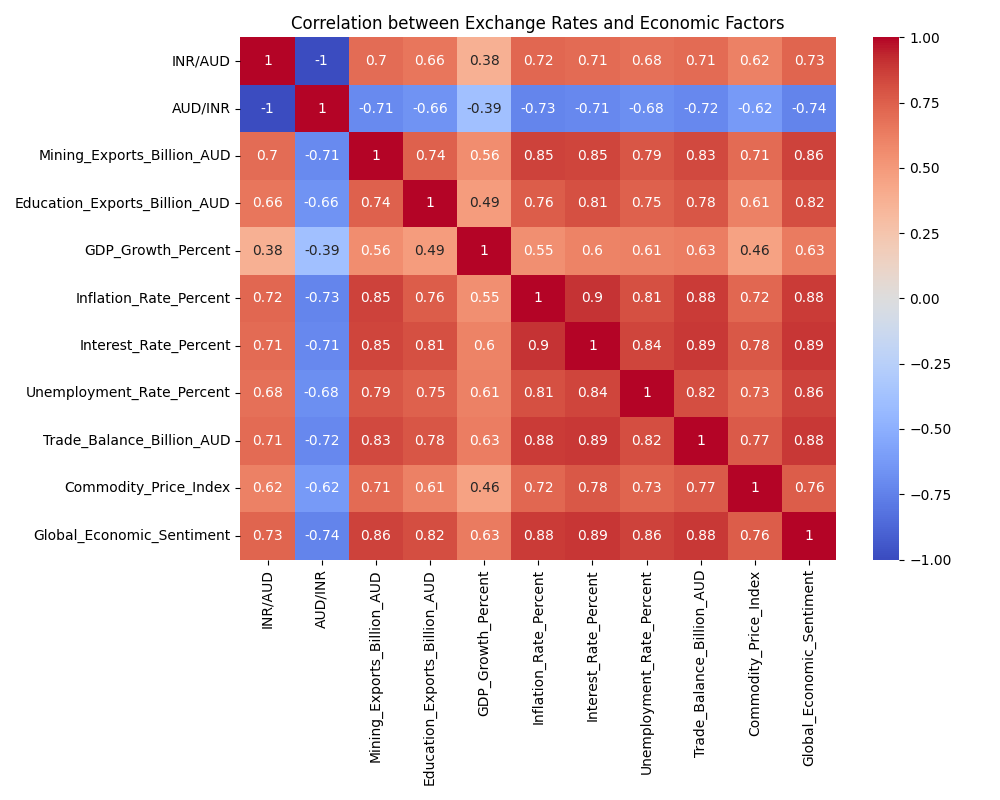 Correlation between Exchange Rates and Economic Factors
INR/AUD 1 -1 0.7 0.66 0.38 0.72 0.71 0.68 0.71 0.62 0.73
AUD/INR -1 1 -0.71 -0.66 -0.39 -0.73 -0.71 -0.68 -0.72 -0.62 -0.74
Mining_Exports_Billion_AUD 0.7 -0.71 1 0.74 0.56 0.85 0.85 0.79 0.83 0.71 0.86
Education_Exports_Billion_AUD 0.66 -0.66 0.74 1 0.49 0.76 0.81 0.75 0.78 0.61 0.82
GDP_Growth_Percent 0.38 -0.39 0.56 0.49 1 0.55 0.6 0.61 0.63 0.46 0.63
Inflation_Rate_Percent 0.72 -0.73 0.85 0.76 0.55 1 0.9 0.81 0.88 0.72 0.88
Interest_Rate_Percent 0.71 -0.71 0.85 0.81 0.6 0.9 1 0.84 0.89 0.78 0.89
Unemployment_Rate_Percent 0.68 -0.68 0.79 0.75 0.61 0.81 0.84 1 0.82 0.73 0.86
Trade_Balance_Billion_AUD 0.71 -0.72 0.83 0.78 0.63 0.88 0.89 0.82 1 0.77 0.88
Commodity_Price_Index 0.62 -0.62 0.71 0.61 0.46 0.72 0.78 0.73 0.77 1 0.76
Global_Economic_Sentiment 0.73 -0.74 0.86 0.82 0.63 0.88 0.89 0.86 0.88 0.76 1
INR/AUD
AUD/INR
Mining_Exports_Billion_AUD
Education_Exports_Billion_AUD
GDP_Growth_Percent
Inflation_Rate_Percent
Interest_Rate_Percent
Unemployment_Rate_Percent
Trade_Balance_Billion_AUD
Commodity_Price_Index
Global_Economic_Sentiment
1.00
0.75
0.50
0.25
0.00
−0.25
−0.50
−0.75
−1.00